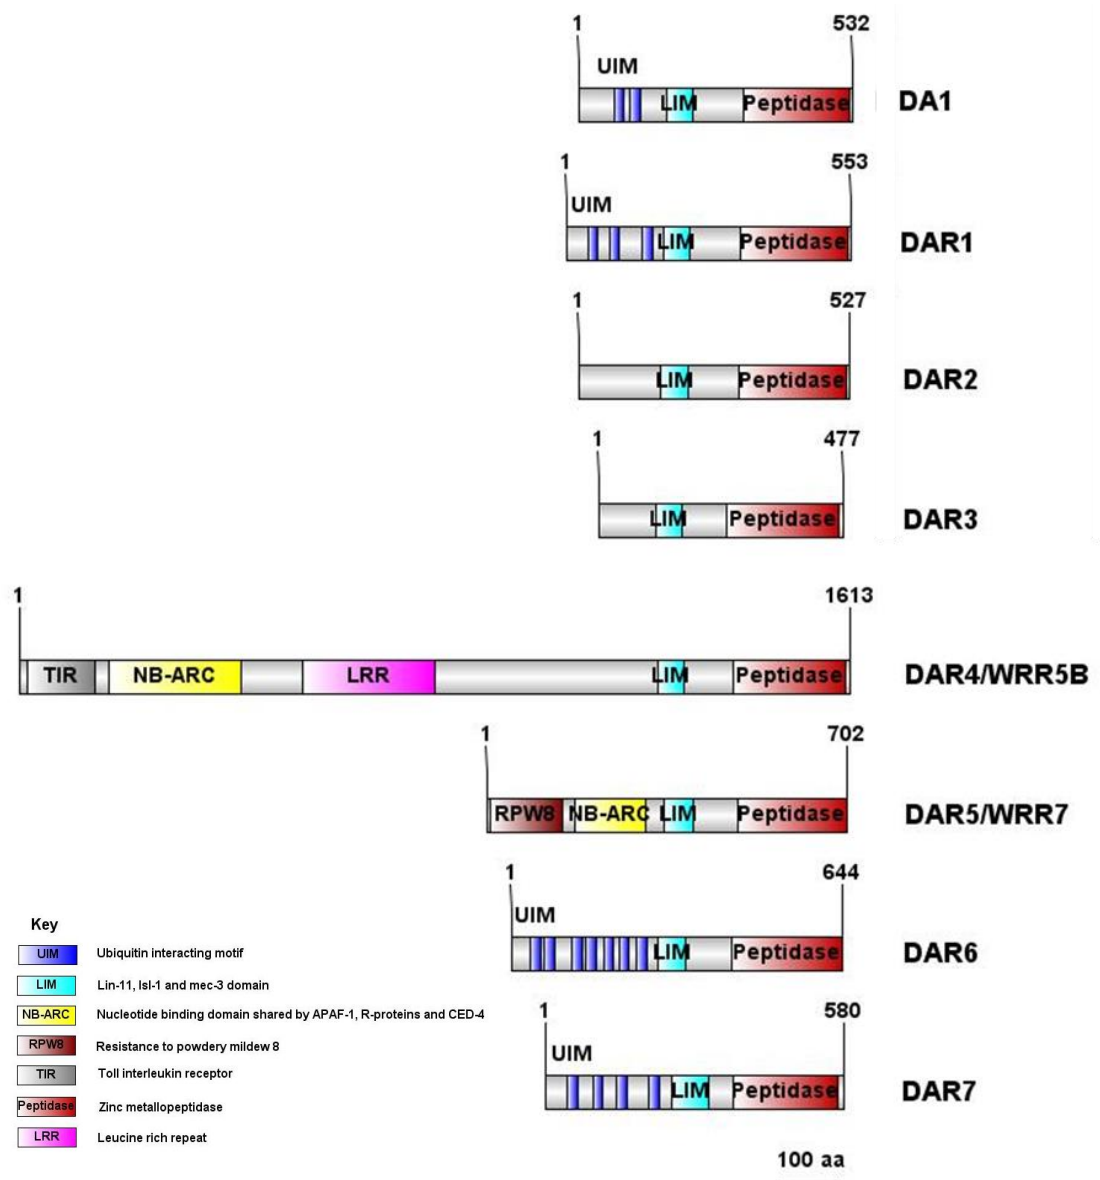 1 532
UIM
LIM Peptidase DA1
1 553
UIM
LIM Peptidase DAR1
1 527
LIM Peptidase DAR2
1 477
LIM Peptidase DAR3
1 1613
TIR NB-ARC LRR LIM Peptidase DAR4/WRR5B
1 702
RPW8 NB-ARC LIM Peptidase DAR5/WRR7
1 644
UIM
LIM Peptidase DAR6
1 580
UIM
LIM Peptidase DAR7
100 aa
Key
UIM Ubiquitin interacting motif
LIM Lin-11, Isl-1 and mec-3 domain
NB-ARC Nucleotide binding domain shared by APAF-1, R-proteins and CED-4
RPW8 Resistance to powdery mildew 8
TIR Toll interleukin receptor
Peptidase Zinc metallopeptidase
LRR Leucine rich repeat